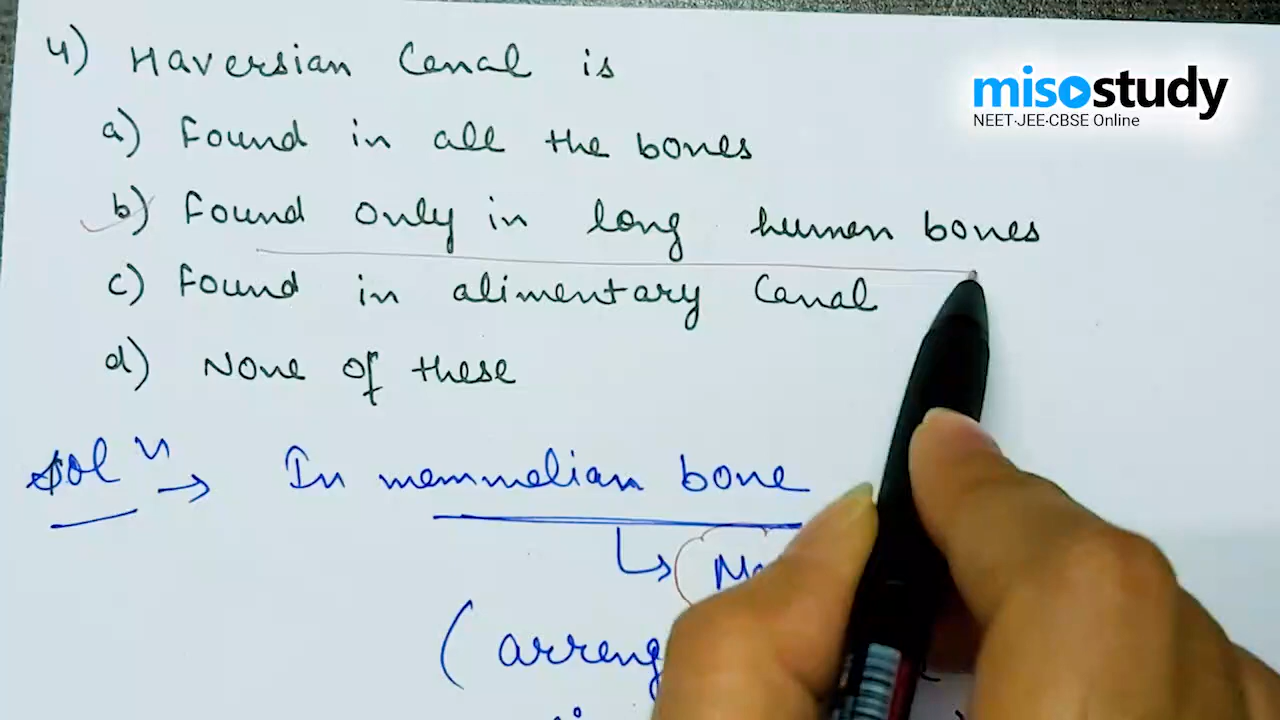 4) Haversian Canal is
misostudy
NEET·JEE·CBSE Online
a) Found in all the bones
b) Found only in long human bones
c) Found in alimentary Canal
d) None of these
Solⁿ → In mammalian bone
(arreng